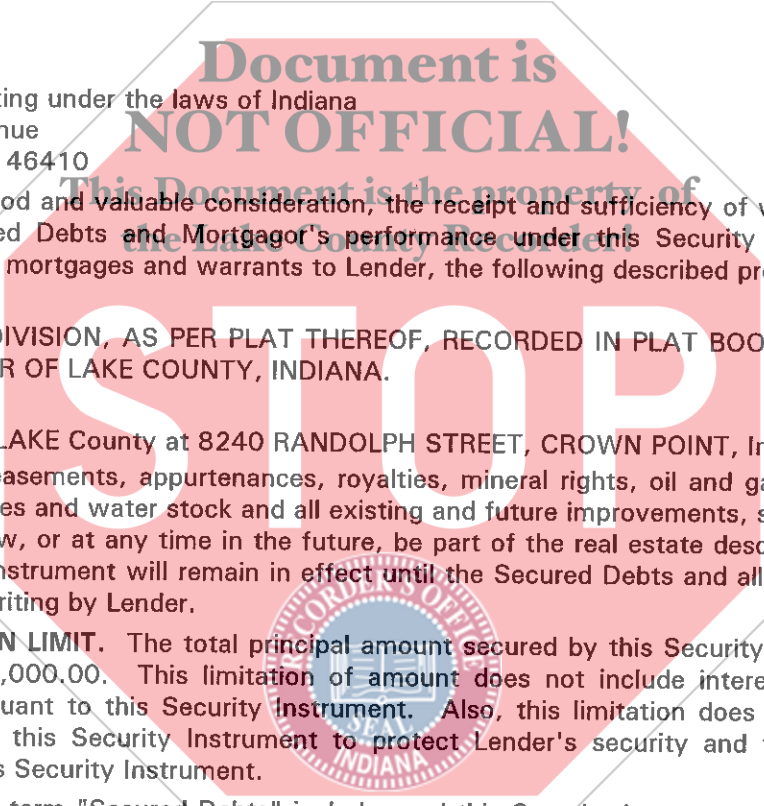 Document is
ting under the laws of Indiana
nue
NOT OFFICIAL!
46410
This Document is the property of
od and valuable consideration, the receipt and sufficiency of
the Lake County Recorder!
ed Debts and Mortgagor's performance under this Security
mortgages and warrants to Lender, the following described
STOP
DIVISION, AS PER PLAT THEREOF, RECORDED IN PLAT
R OF LAKE COUNTY, INDIANA.
LAKE County at 8240 RANDOLPH STREET, CROWN POINT,
easements, appurtenances, royalties, mineral rights, oil and
es and water stock and all existing and future improvements,
w, or at any time in the future, be part of the real estate
nstrument will remain in effect until the Secured Debts and all
riting by Lender.
N LIMIT. The total principal amount secured by this Security
,000.00. This limitation of amount does not include
uant to this Security Instrument. Also, this limitation does
this Security Instrument to protect Lender's security and
s Security Instrument.
RECORDER'S OFFICE
SEAL
INDIANA
term "Secured Debts"